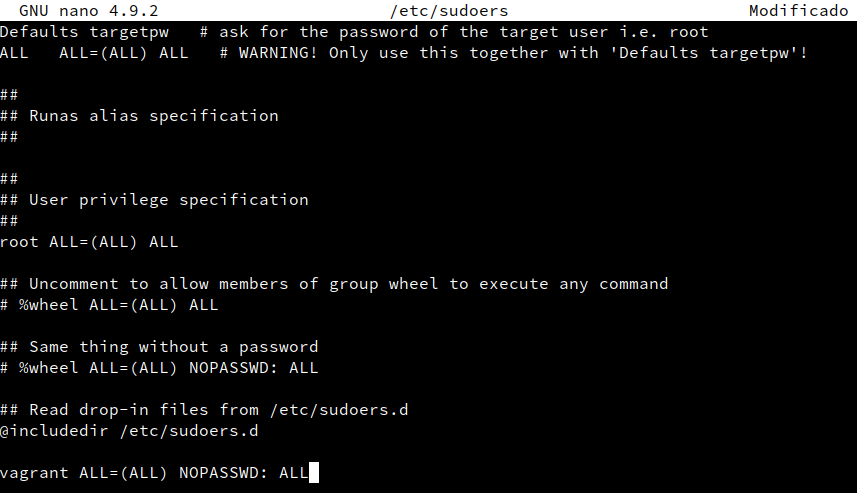 GNU nano 4.9.2 /etc/sudoers Modificado
Defaults targetpw # ask for the password of the target user i.e. root
ALL ALL=(ALL) ALL # WARNING! Only use this together with 'Defaults targetpw'!
##
## Runas alias specification
##
##
## User privilege specification
##
root ALL=(ALL) ALL
## Uncomment to allow members of group wheel to execute any command
# %wheel ALL=(ALL) ALL
## Same thing without a password
# %wheel ALL=(ALL) NOPASSWD: ALL
## Read drop-in files from /etc/sudoers.d
@includedir /etc/sudoers.d
vagrant ALL=(ALL) NOPASSWD: ALL